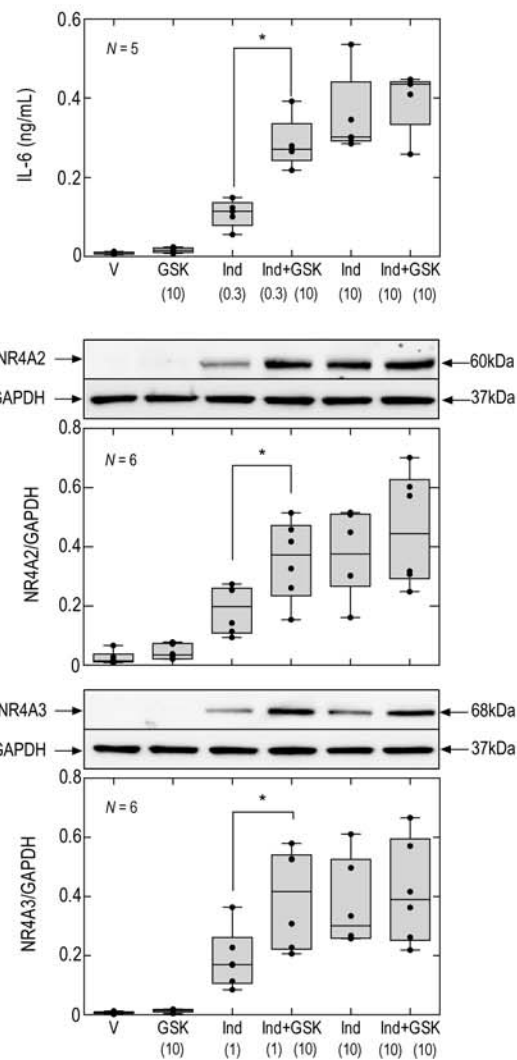 0.6
N = 5
*
0.4
IL-6 (ng/mL)
0.2
0
V GSK Ind Ind+GSK Ind Ind+GSK
(10) (0.3) (0.3) (10) (10) (10) (10)
NR4A2 60kDa
GAPDH 37kDa
0.8
N = 6
*
0.6
NR4A2/GAPDH
0.4
0.2
0
NR4A3 68kDa
GAPDH 37kDa
0.8
N = 6
*
0.6
NR4A3/GAPDH
0.4
0.2
0
V GSK Ind Ind+GSK Ind Ind+GSK
(10) (1) (1) (10) (10) (10) (10)